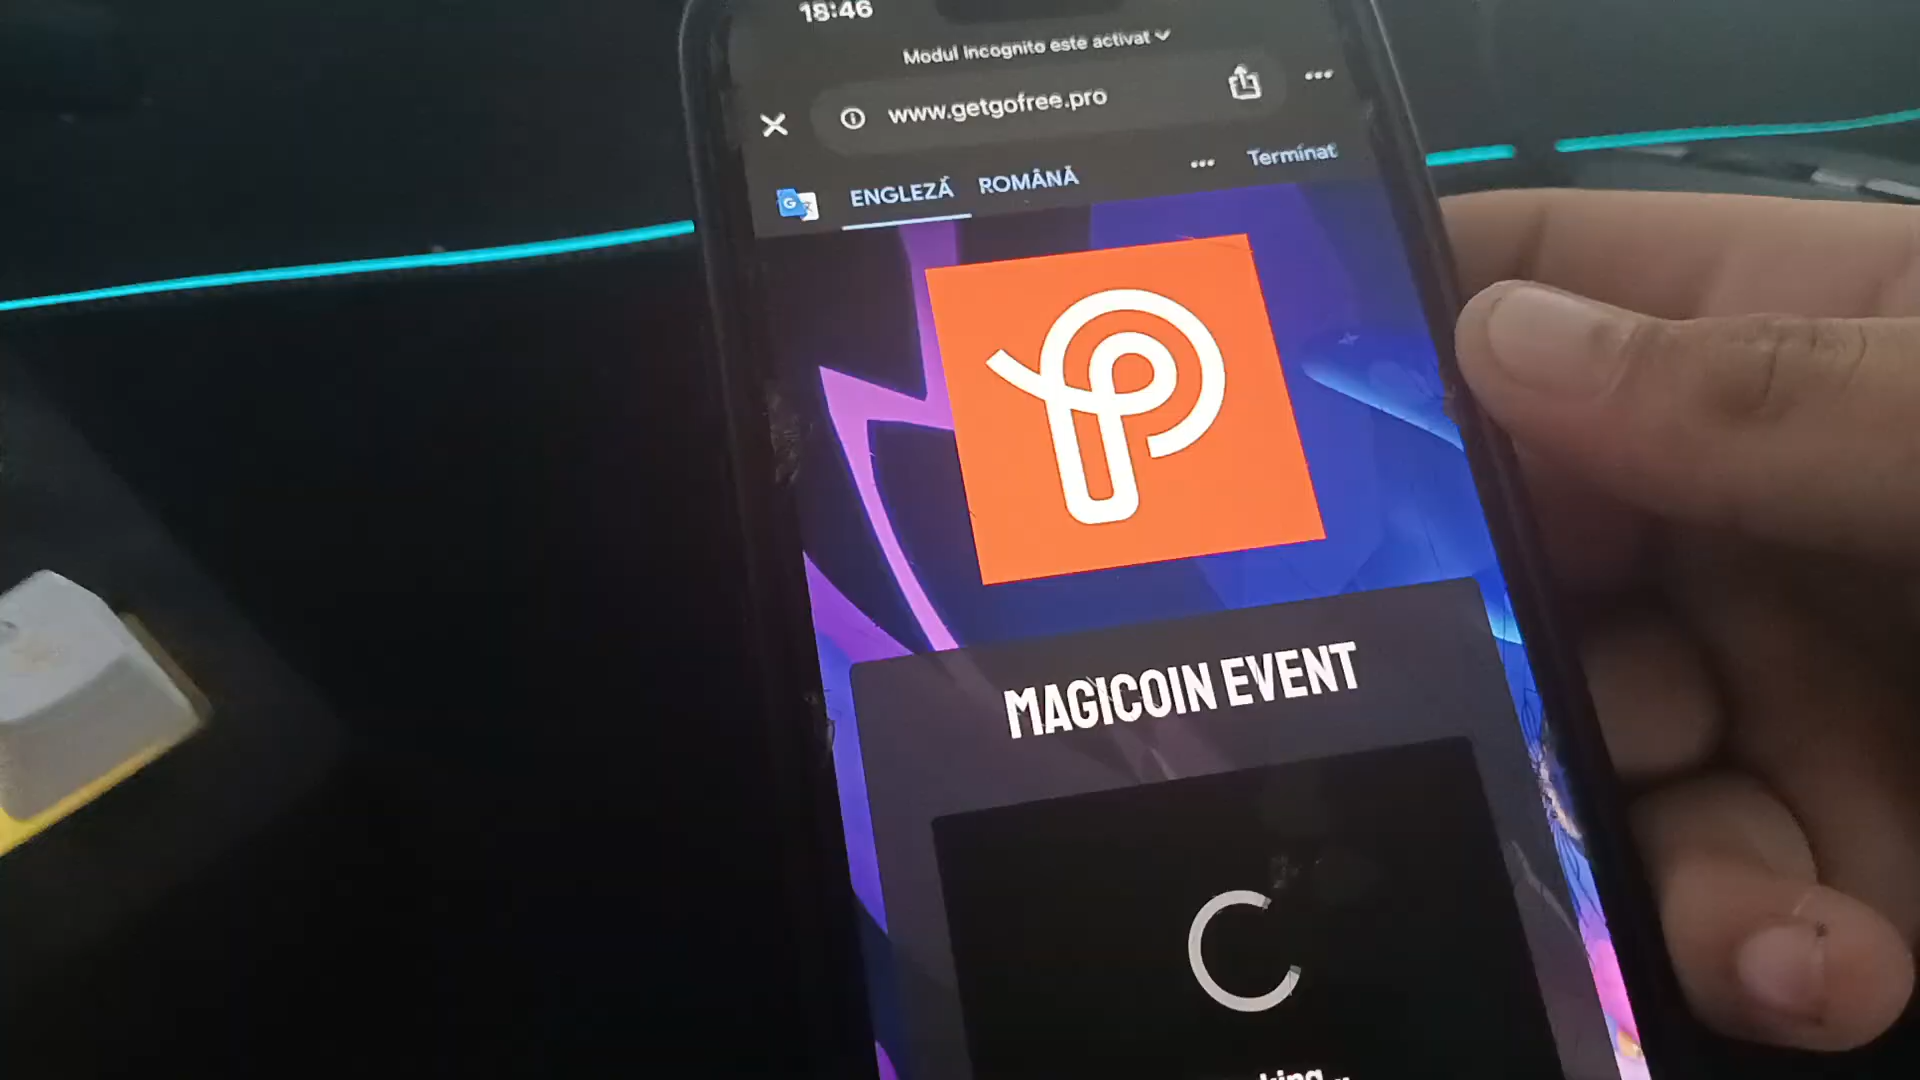 18:46
Modul Incognito este activat
www.getgofree.pro
ENGLEZĂ ROMÂNĂ Terminat
MAGICOIN EVENT